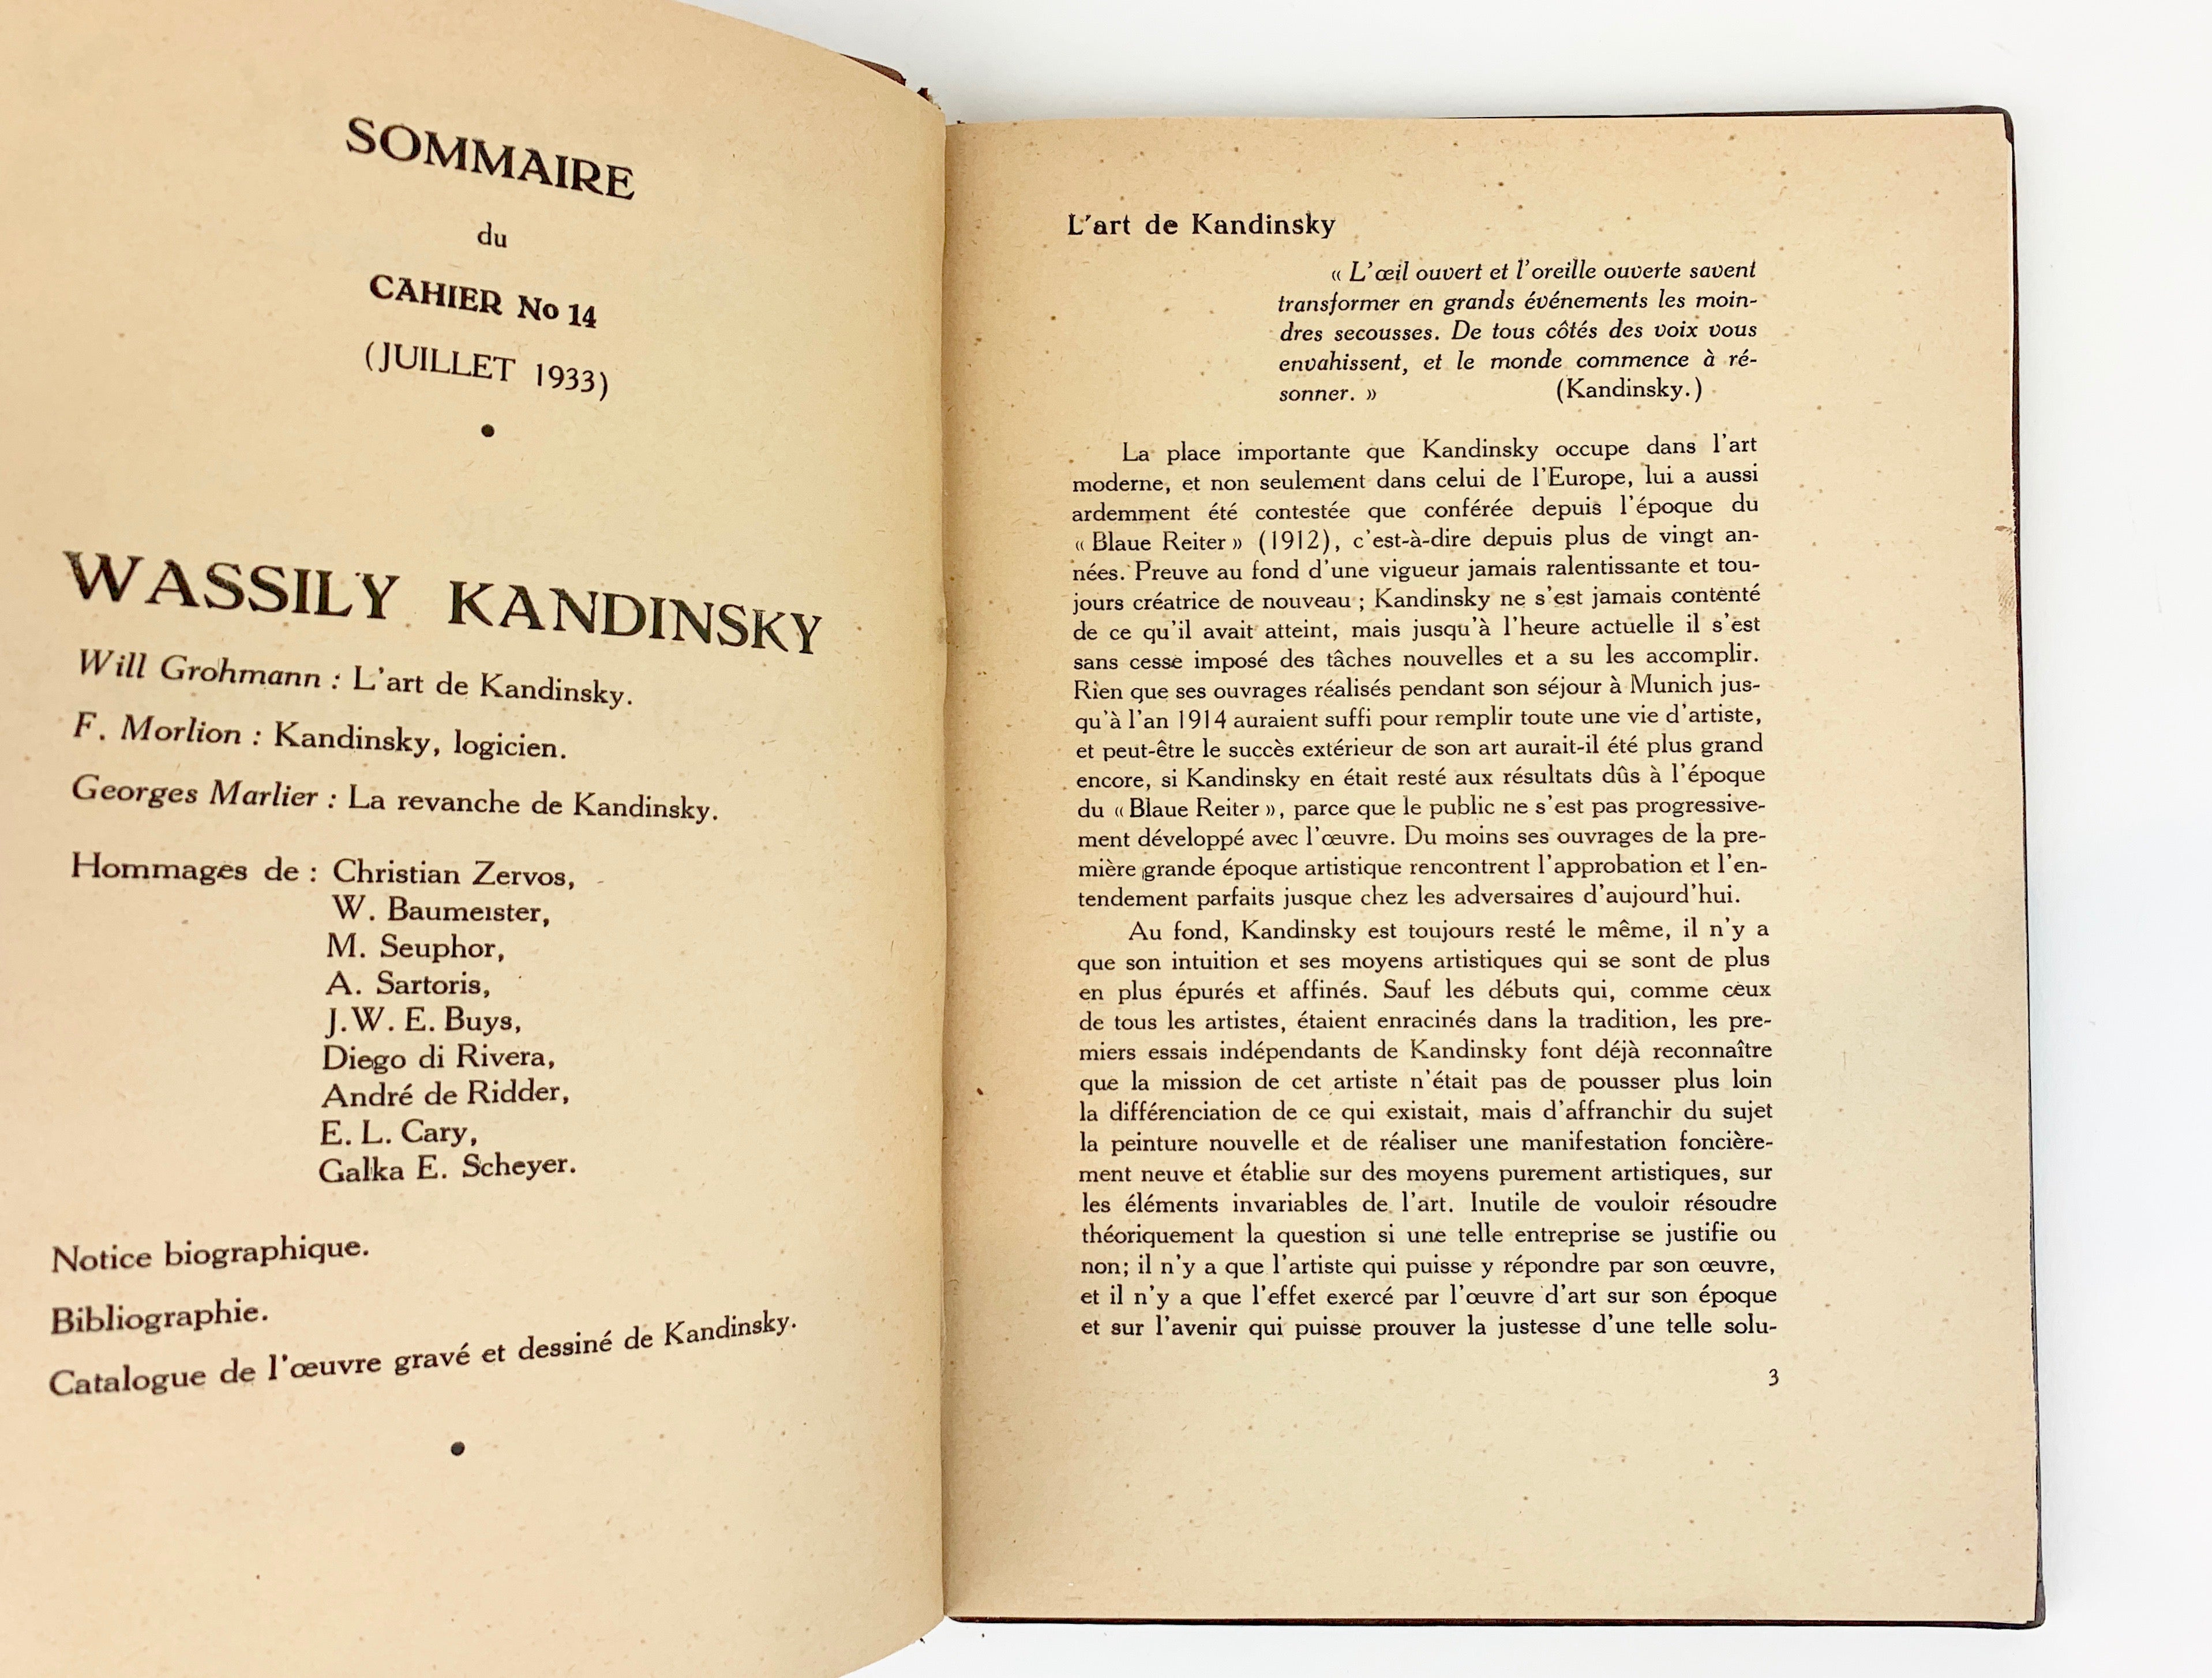 SOMMAIRE
du
CAHIER No 14
(JUILLET 1933)
•
WASSILY KANDINSKY
Will Grohmann : L'art de Kandinsky.
F. Morlion : Kandinsky, logicien.
Georges Marlier : La revanche de Kandinsky.
Hommages de : Christian Zervos,
W. Baumeister,
M. Seuphor,
A. Sartoris,
J. W. E. Buys,
Diego di Rivera,
André de Ridder,
E. L. Cary,
Galka E. Scheyer.
Notice biographique.
Bibliographie.
Catalogue de l'œuvre gravé et dessiné de Kandinsky.
•
L'art de Kandinsky
« L'œil ouvert et l'oreille ouverte savent
transformer en grands événements les moin-
dres secousses. De tous côtés des voix vous
envahissent, et le monde commence à ré-
sonner. » (Kandinsky.)
La place importante que Kandinsky occupe dans l'art
moderne, et non seulement dans celui de l'Europe, lui a aussi
ardemment été contestée que conférée depuis l'époque du
« Blaue Reiter » (1912), c'est-à-dire depuis plus de vingt an-
nées. Preuve au fond d'une vigueur jamais ralentissante et tou-
jours créatrice de nouveau ; Kandinsky ne s'est jamais contenté
de ce qu'il avait atteint, mais jusqu'à l'heure actuelle il s'est
sans cesse imposé des tâches nouvelles et a su les accomplir.
Rien que ses ouvrages réalisés pendant son séjour à Munich jus-
qu'à l'an 1914 auraient suffi pour remplir toute une vie d'artiste,
et peut-être le succès extérieur de son art aurait-il été plus grand
encore, si Kandinsky en était resté aux résultats dûs à l'époque
du « Blaue Reiter », parce que le public ne s'est pas progressive-
ment développé avec l'œuvre. Du moins ses ouvrages de la pre-
mière grande époque artistique rencontrent l'approbation et l'en-
tendement parfaits jusque chez les adversaires d'aujourd'hui.
Au fond, Kandinsky est toujours resté le même, il n'y a
que son intuition et ses moyens artistiques qui se sont de plus
en plus épurés et affinés. Sauf les débuts qui, comme ceux
de tous les artistes, étaient enracinés dans la tradition, les pre-
miers essais indépendants de Kandinsky font déjà reconnaître
que la mission de cet artiste n'était pas de pousser plus loin
la différenciation de ce qui existait, mais d'affranchir du sujet
la peinture nouvelle et de réaliser une manifestation foncière-
ment neuve et établie sur des moyens purement artistiques, sur
les éléments invariables de l'art. Inutile de vouloir résoudre
théoriquement la question si une telle entreprise se justifie ou
non; il n'y a que l'artiste qui puisse y répondre par son œuvre,
et il n'y a que l'effet exercé par l'œuvre d'art sur son époque
et sur l'avenir qui puisse prouver la justesse d'une telle solu-
3